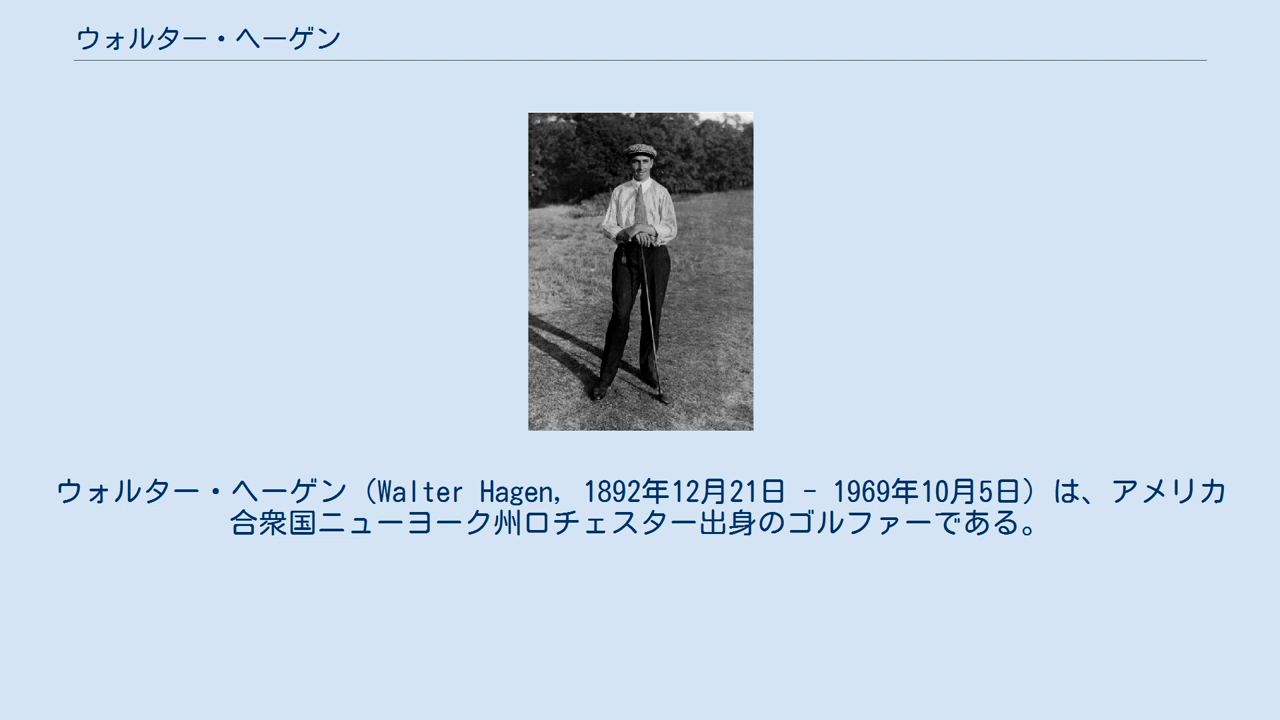 ウォルター・ヘーゲン
ウォルター・ヘーゲン（Walter Hagen, 1892年12月21日 - 1969年10月5日）は、アメリカ
合衆国ニューヨーク州ロチェスター出身のゴルファーである。